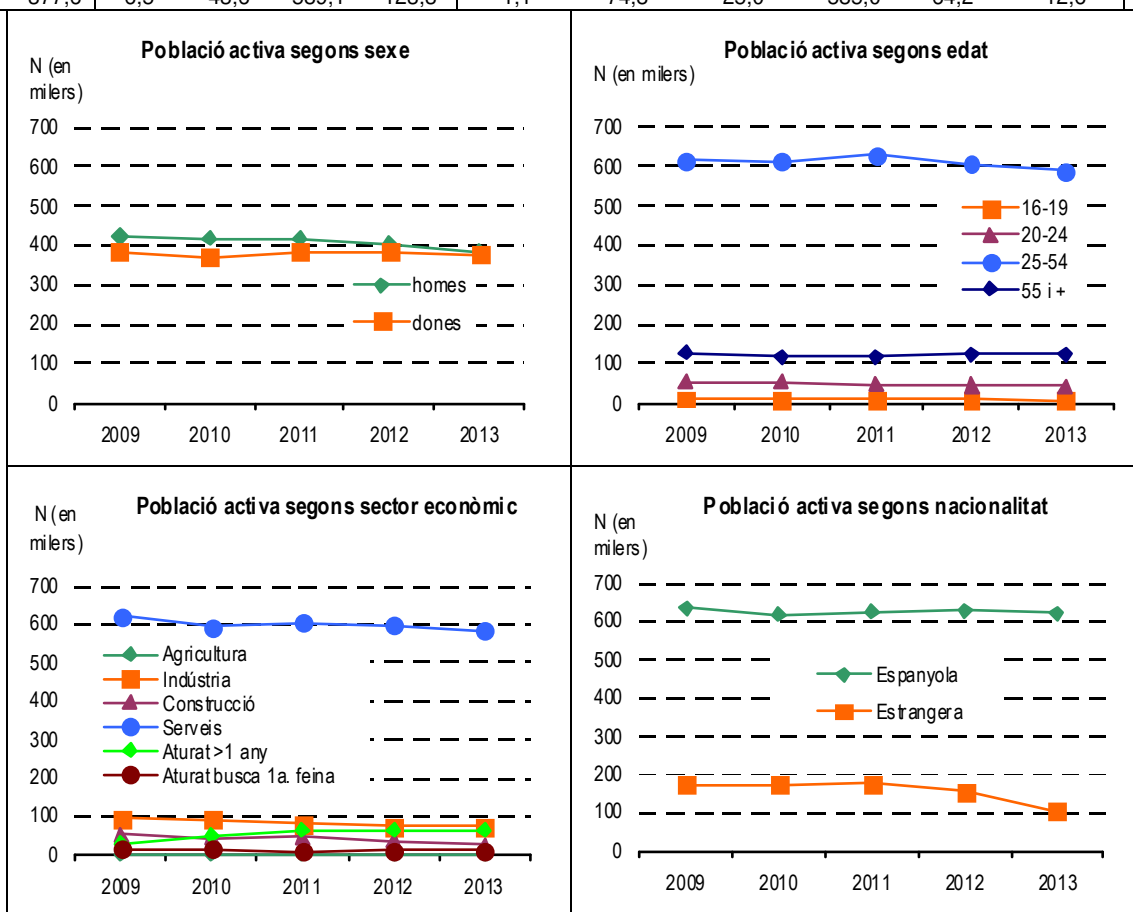 Població activa segons sexe
N (en
milers)
700
600
500
400
300
200
100
0
2009 2010 2011 2012 2013
homes
dones
Població activa segons edat
N (en milers)
700
600
500
400
300
200
100
0
2009 2010 2011 2012 2013
16-19
20-24
25-54
55 i +
Població activa segons sector econòmic
N (en
milers)
700
600
500
400
300
200
100
0
2009 2010 2011 2012 2013
Agricultura
Indústria
Construcció
Serveis
Aturat >1 any
Aturat busca 1a. feina
Població activa segons nacionalitat
N (en
milers)
700
600
500
400
300
200
100
0
2009 2010 2011 2012 2013
Espanyola
Estrangera